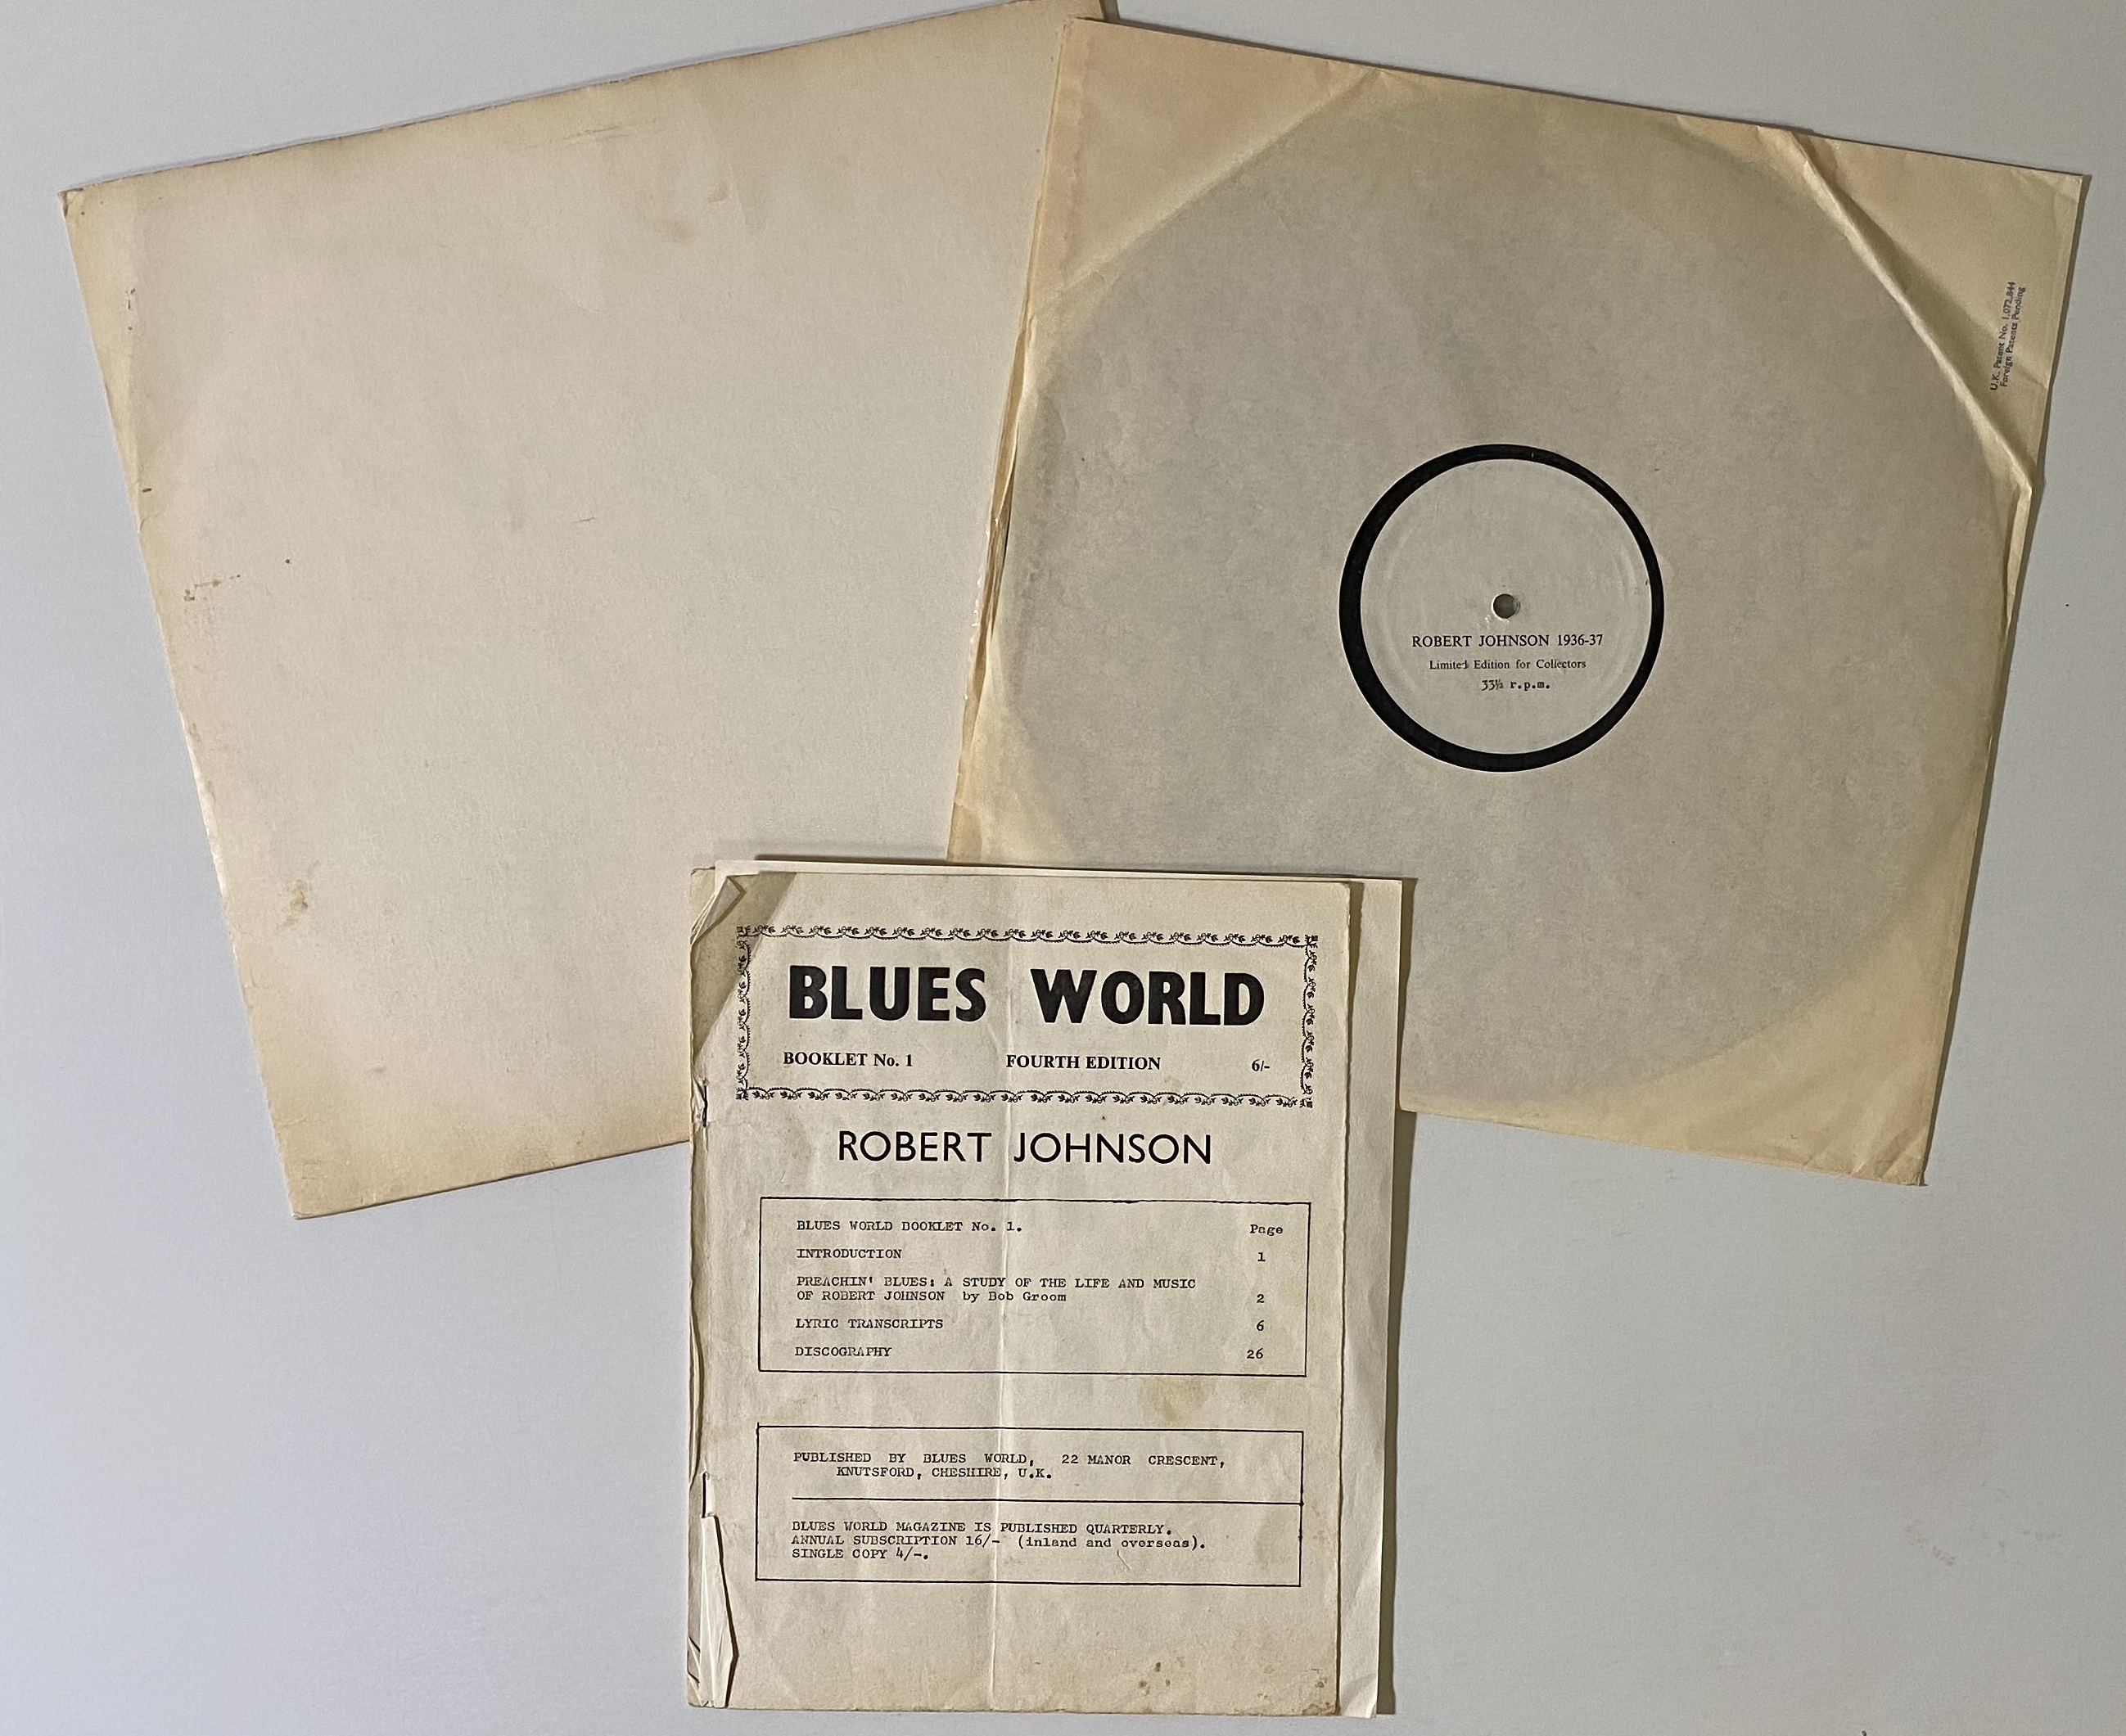 U.K. Patent No. 1,072,844
Foreign Patents Pending
ROBERT JOHNSON 1936-37
Limited Edition for Collectors
33⅓ r.p.m.
BLUES WORLD
BOOKLET No. 1 FOURTH EDITION 6/-
ROBERT JOHNSON
BLUES WORLD BOOKLET No. 1. Page
INTRODUCTION 1
PREACHIN' BLUES: A STUDY OF THE LIFE AND MUSIC
OF ROBERT JOHNSON by Bob Groom 2
LYRIC TRANSCRIPTS 6
DISCOGRAPHY 26
PUBLISHED BY BLUES WORLD, 22 MANOR CRESCENT,
KNUTSFORD, CHESHIRE, U.K.
BLUES WORLD MAGAZINE IS PUBLISHED QUARTERLY.
ANNUAL SUBSCRIPTION 16/- (inland and overseas).
SINGLE COPY 4/-.